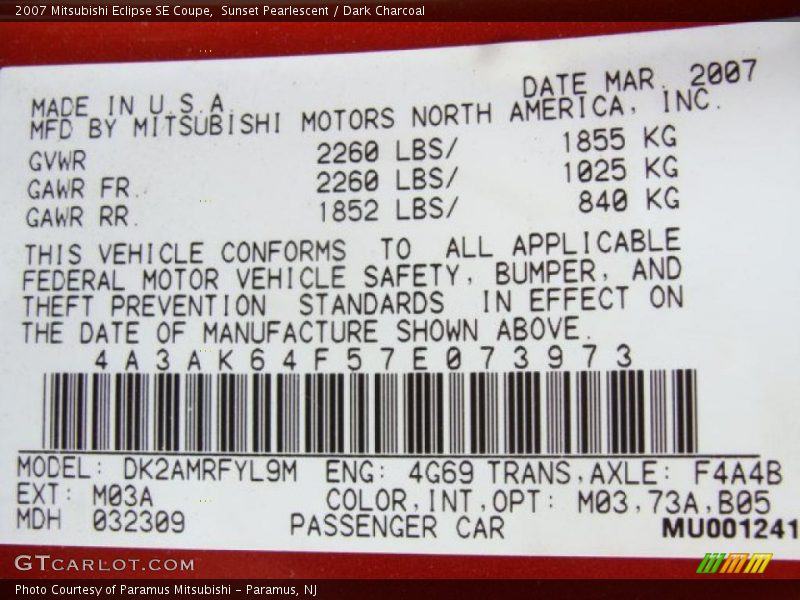 2007 Mitsubishi Eclipse SE Coupe,  Sunset Pearlescent / Dark Charcoal
DATE MAR. 2007
MADE IN U.S.A.
MFD BY MITSUBISHI MOTORS NORTH AMERICA, INC.
GVWR 2260 LBS/ 1855 KG
GAWR FR. 2260 LBS/ 1025 KG
GAWR RR. 1852 LBS/ 840 KG
THIS VEHICLE CONFORMS TO ALL APPLICABLE
FEDERAL MOTOR VEHICLE SAFETY, BUMPER, AND
THEFT PREVENTION STANDARDS IN EFFECT ON
THE DATE OF MANUFACTURE SHOWN ABOVE.
4A3AK64F57E073973
MODEL: DK2AMRFYL9M ENG: 4G69 TRANS,AXLE: F4A4B
EXT: M03A COLOR,INT,OPT: M03,73A,B05
MDH 032309 PASSENGER CAR MU001241
GTCARLOT.COM
Photo Courtesy of Paramus Mitsubishi - Paramus, NJ